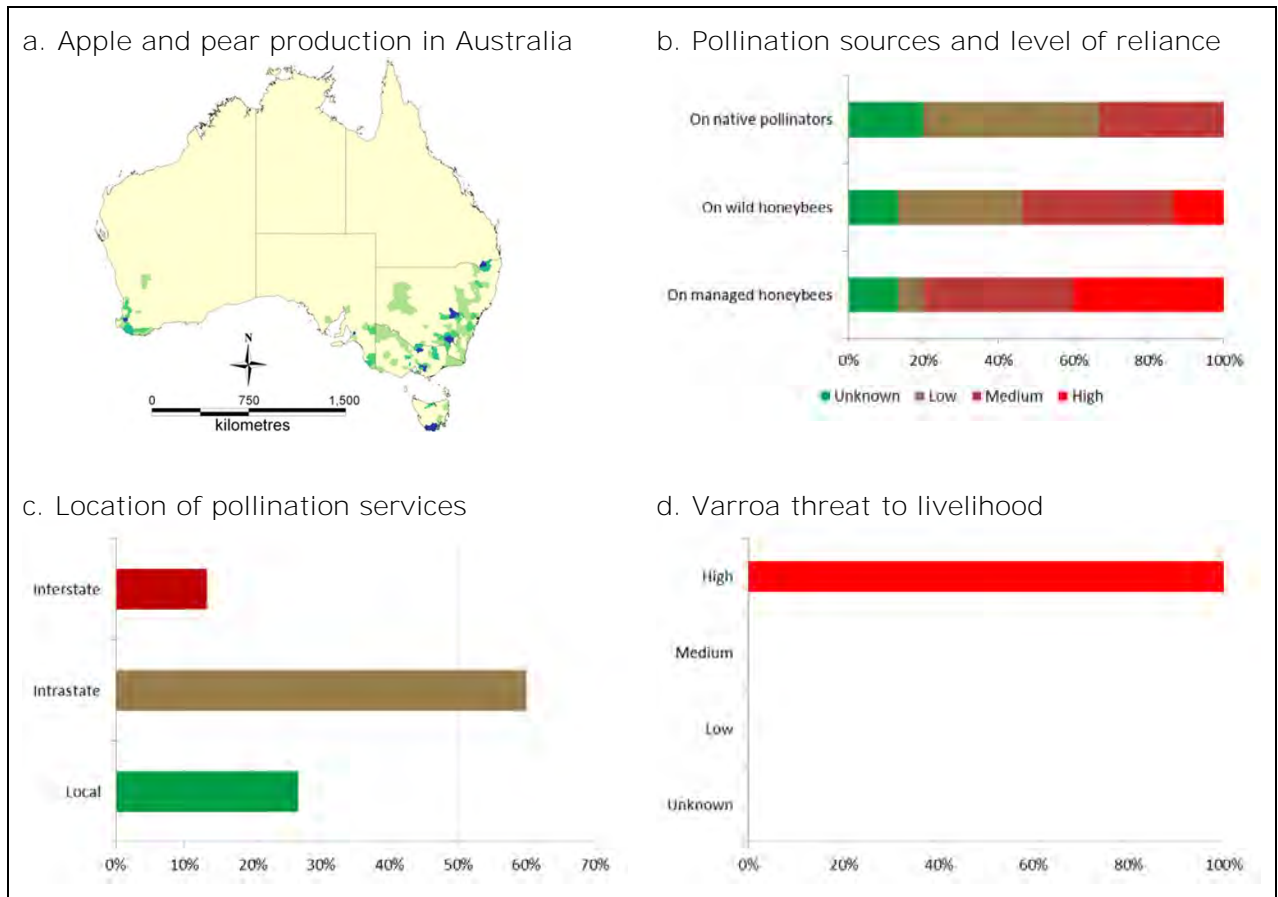 a. Apple and pear production in Australia
N
0 750 1,500
kilometres
b. Pollination sources and level of reliance
On native pollinators
On wild honeybees
On managed honeybees
0% 20% 40% 60% 80% 100%
Unknown Low Medium High
c. Location of pollination services
Interstate
Intrastate
Local
0% 10% 20% 30% 40% 50% 60% 70%
d. Varroa threat to livelihood
High
Medium
Low
Unknown
0% 20% 40% 60% 80% 100%